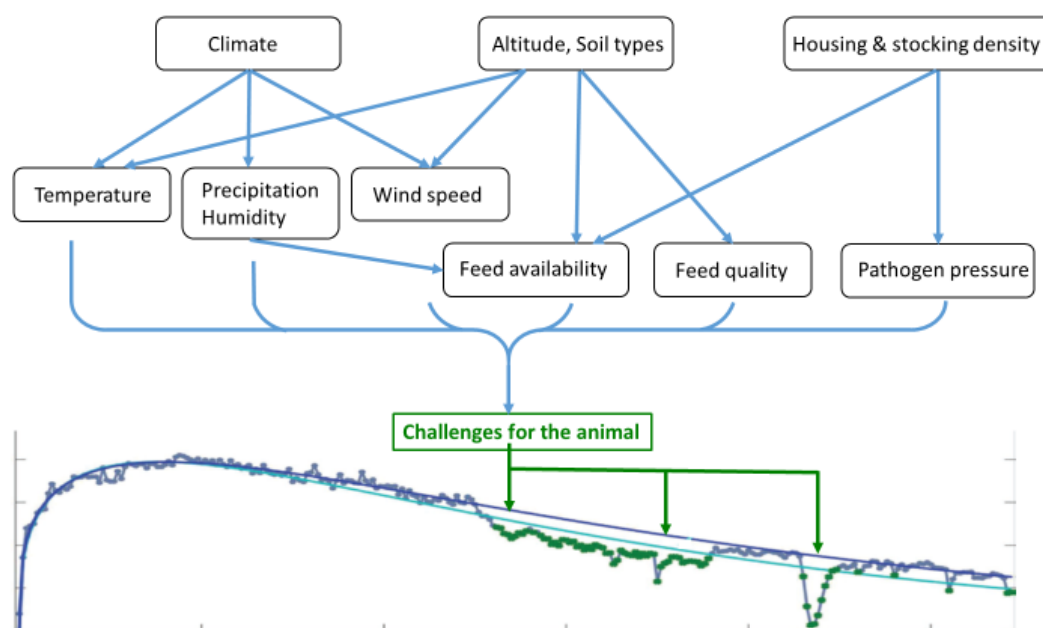 Climate
Altitude, Soil types
Housing & stocking density
Temperature
Precipitation
Humidity
Wind speed
Feed availability
Feed quality
Pathogen pressure
Challenges for the animal